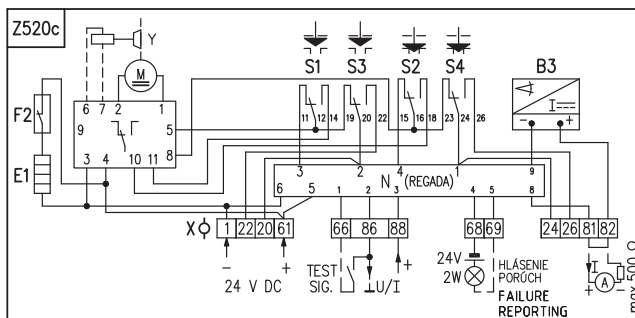 Z520c
Y
M
S1 S3 S2 S4
B3
I
- +
F2
E1
6 7 2 1
9 5
8
3 4 10 11
11 12 14 19 20 22 15 16 18 23 24 26
3 2 4 1 9
N (REGADA)
6 5 1 2 3 4 5 8
X 1 22 20 61 66 86 88 68 69 24 26 81 82
- +
24 V DC
TEST
SIG.
⊥U/I
+
24V
2W
HLÁSENIE
PORÚCH
FAILURE
REPORTING
I
+ A -
max 500 Ω